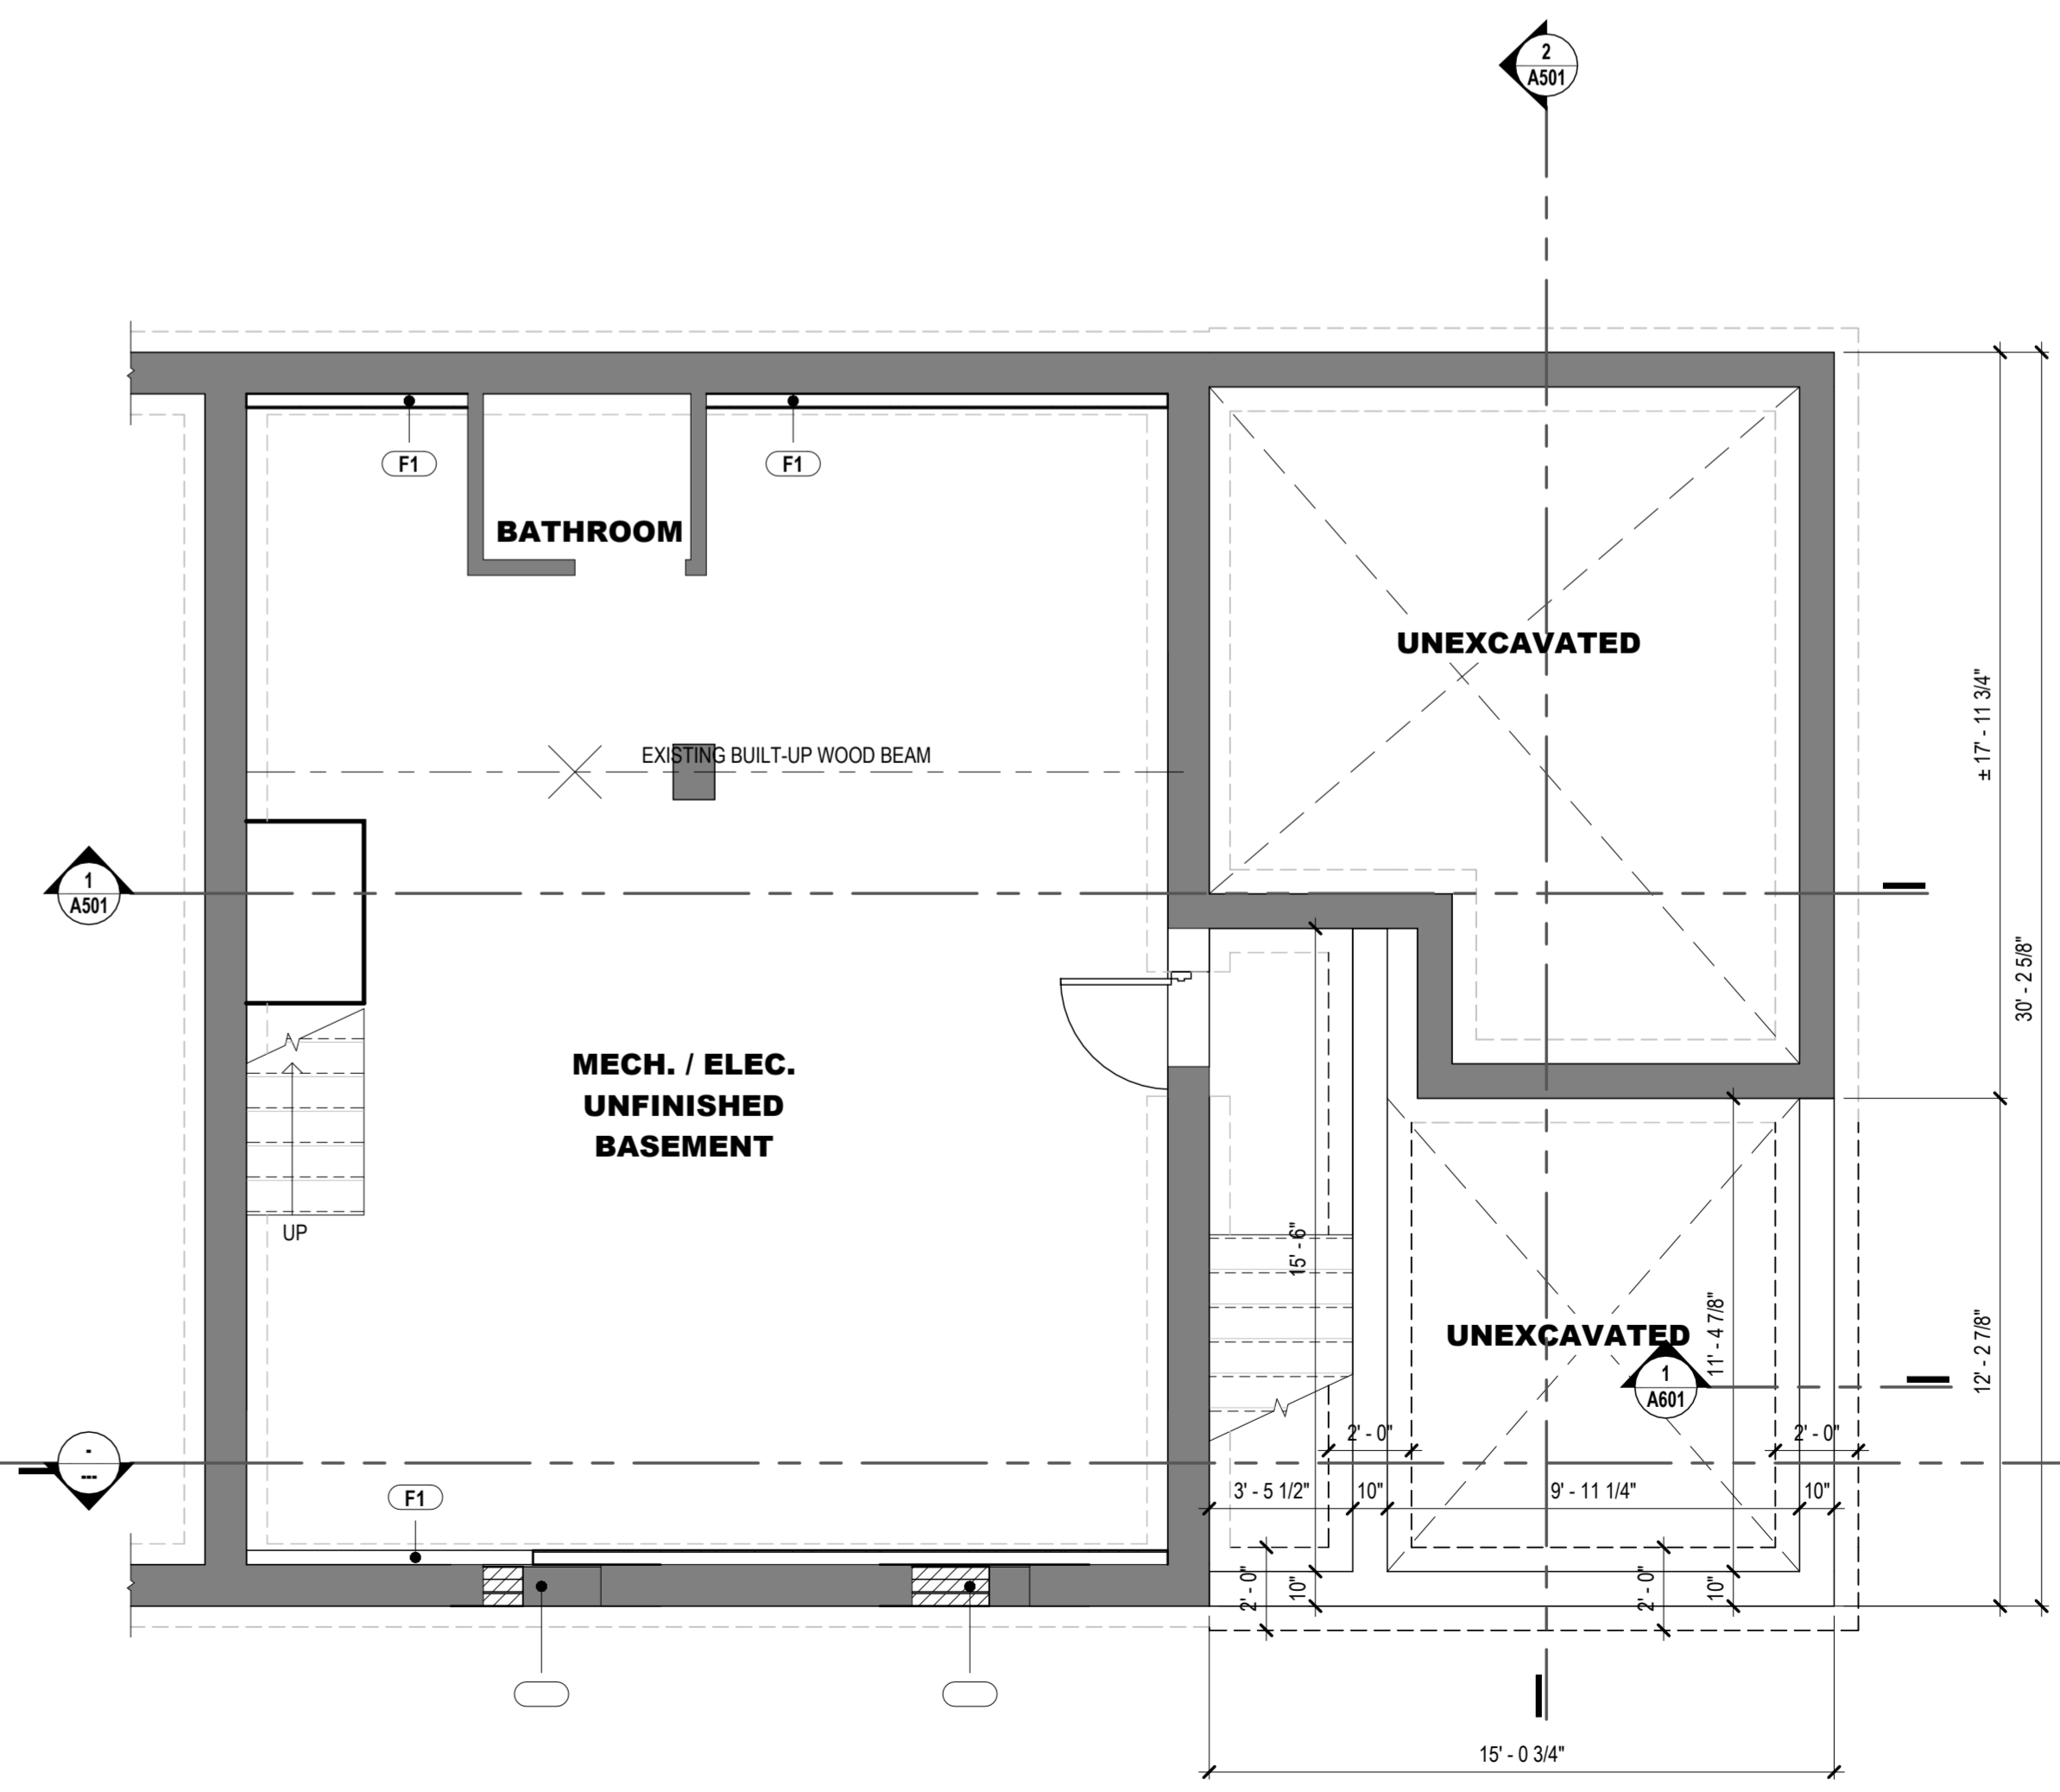 2
A501
F1
F1
BATHROOM
UNEXCAVATED
± 17' - 11 3/4"
EXISTING BUILT-UP WOOD BEAM
1
A501
30' - 2 5/8"
MECH. / ELEC.
UNFINISHED
BASEMENT
UP
15' - 6"
UNEXCAVATED
11' - 4 7/8"
12' - 2 7/8"
1
A601
2' - 0"
2' - 0"
-
---
F1
3' - 5 1/2"
10"
9' - 11 1/4"
10"
2' - 0"
10"
2' - 0"
10"
15' - 0 3/4"